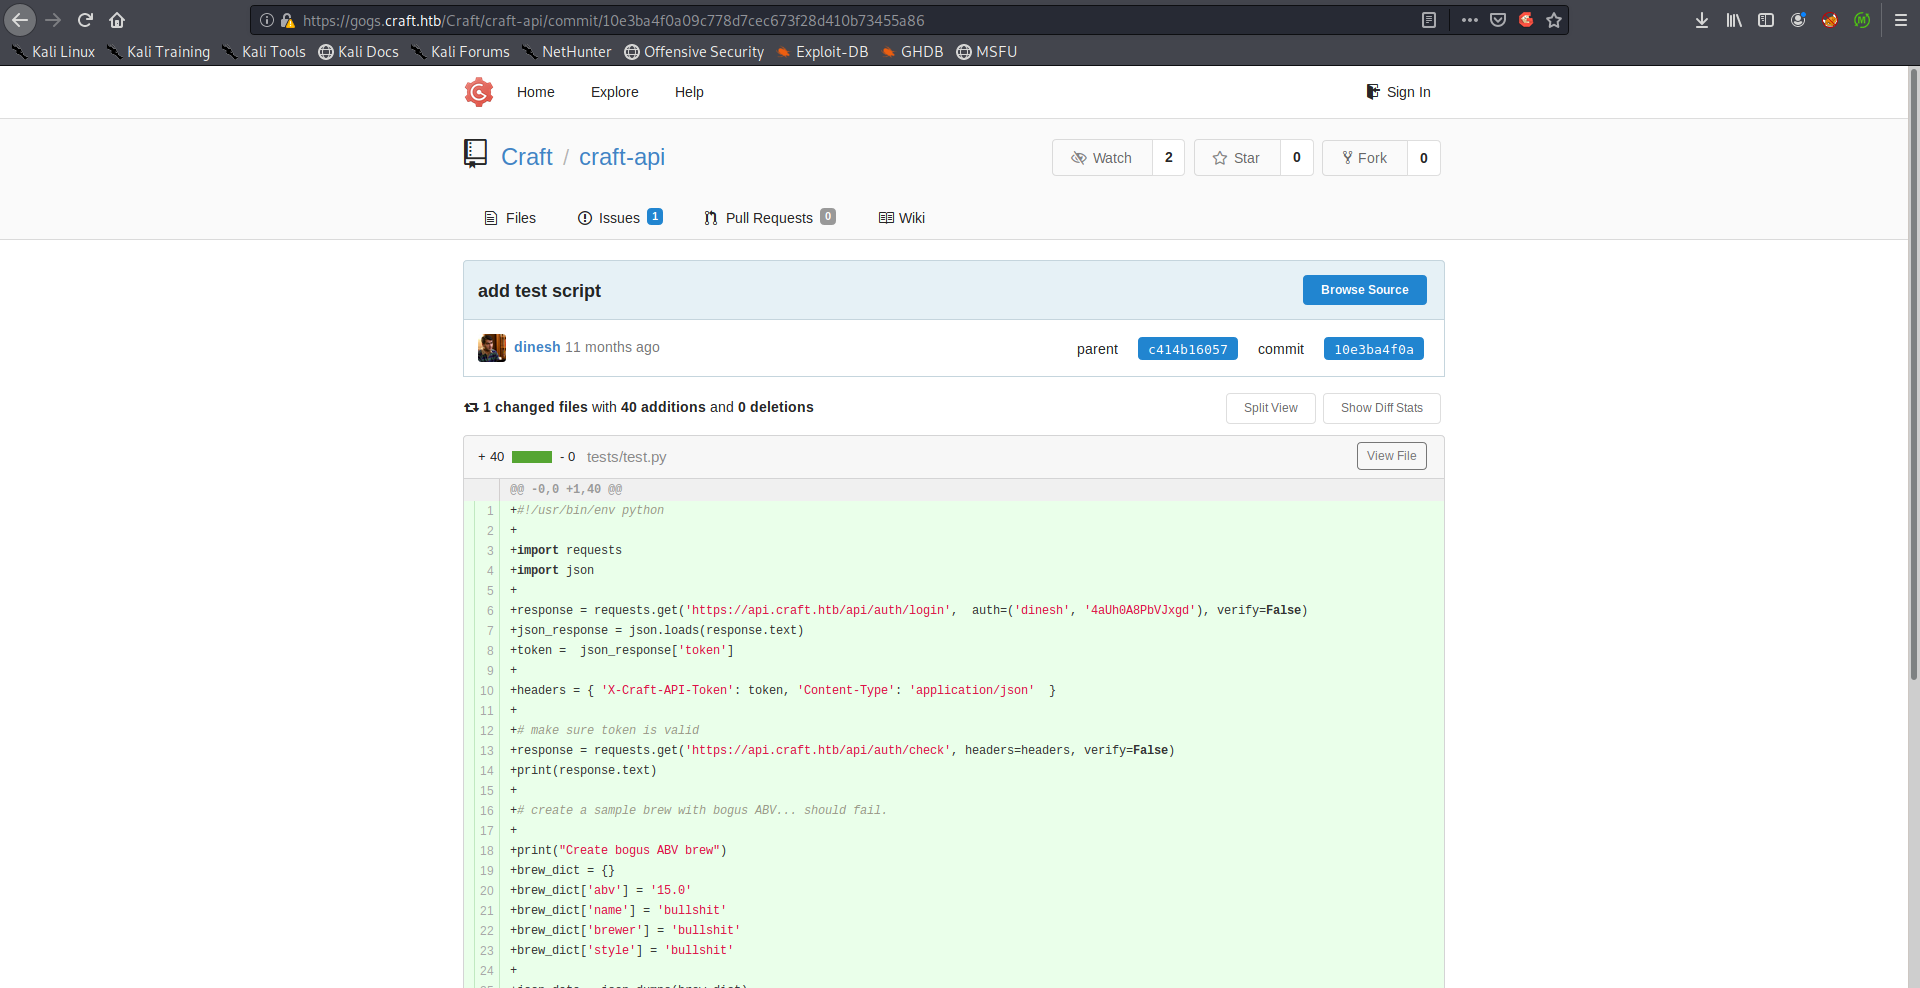 https://gogs.craft.htb/Craft/craft-api/commit/10e3ba4f0a09c778d7cec673f28d410b73455a86
Kali Linux Kali Training Kali Tools Kali Docs Kali Forums NetHunter Offensive Security Exploit-DB GHDB MSFU
Home Explore Help Sign In
Craft / craft-api Watch 2 Star 0 Fork 0
Files Issues 1 Pull Requests 0 Wiki
add test script Browse Source
dinesh 11 months ago parent c414b16057 commit 10e3ba4f0a
1 changed files with 40 additions and 0 deletions Split View Show Diff Stats
+ 40 - 0 tests/test.py View File
@@ -0,0 +1,40 @@
1 +#!/usr/bin/env python
2 +
3 +import requests
4 +import json
5 +
6 +response = requests.get('https://api.craft.htb/api/auth/login',  auth=('dinesh', '4aUh0A8PbVJxgd'), verify=False)
7 +json_response = json.loads(response.text)
8 +token =  json_response['token']
9 +
10 +headers = { 'X-Craft-API-Token': token, 'Content-Type': 'application/json'  }
11 +
12 +# make sure token is valid
13 +response = requests.get('https://api.craft.htb/api/auth/check', headers=headers, verify=False)
14 +print(response.text)
15 +
16 +# create a sample brew with bogus ABV... should fail.
17 +
18 +print("Create bogus ABV brew")
19 +brew_dict = {}
20 +brew_dict['abv'] = '15.0'
21 +brew_dict['name'] = 'bullshit'
22 +brew_dict['brewer'] = 'bullshit'
23 +brew_dict['style'] = 'bullshit'
24 +